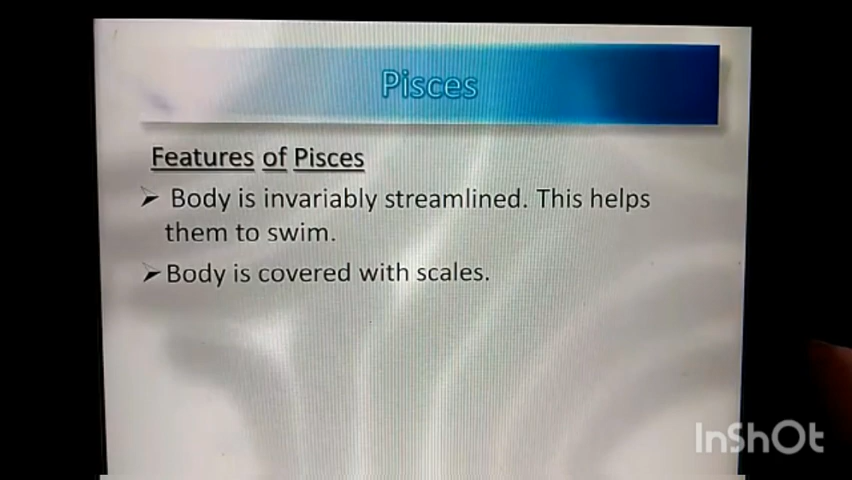 Pisces
Features of Pisces
➢ Body is invariably streamlined. This helps
them to swim.
➢ Body is covered with scales.
InShOt